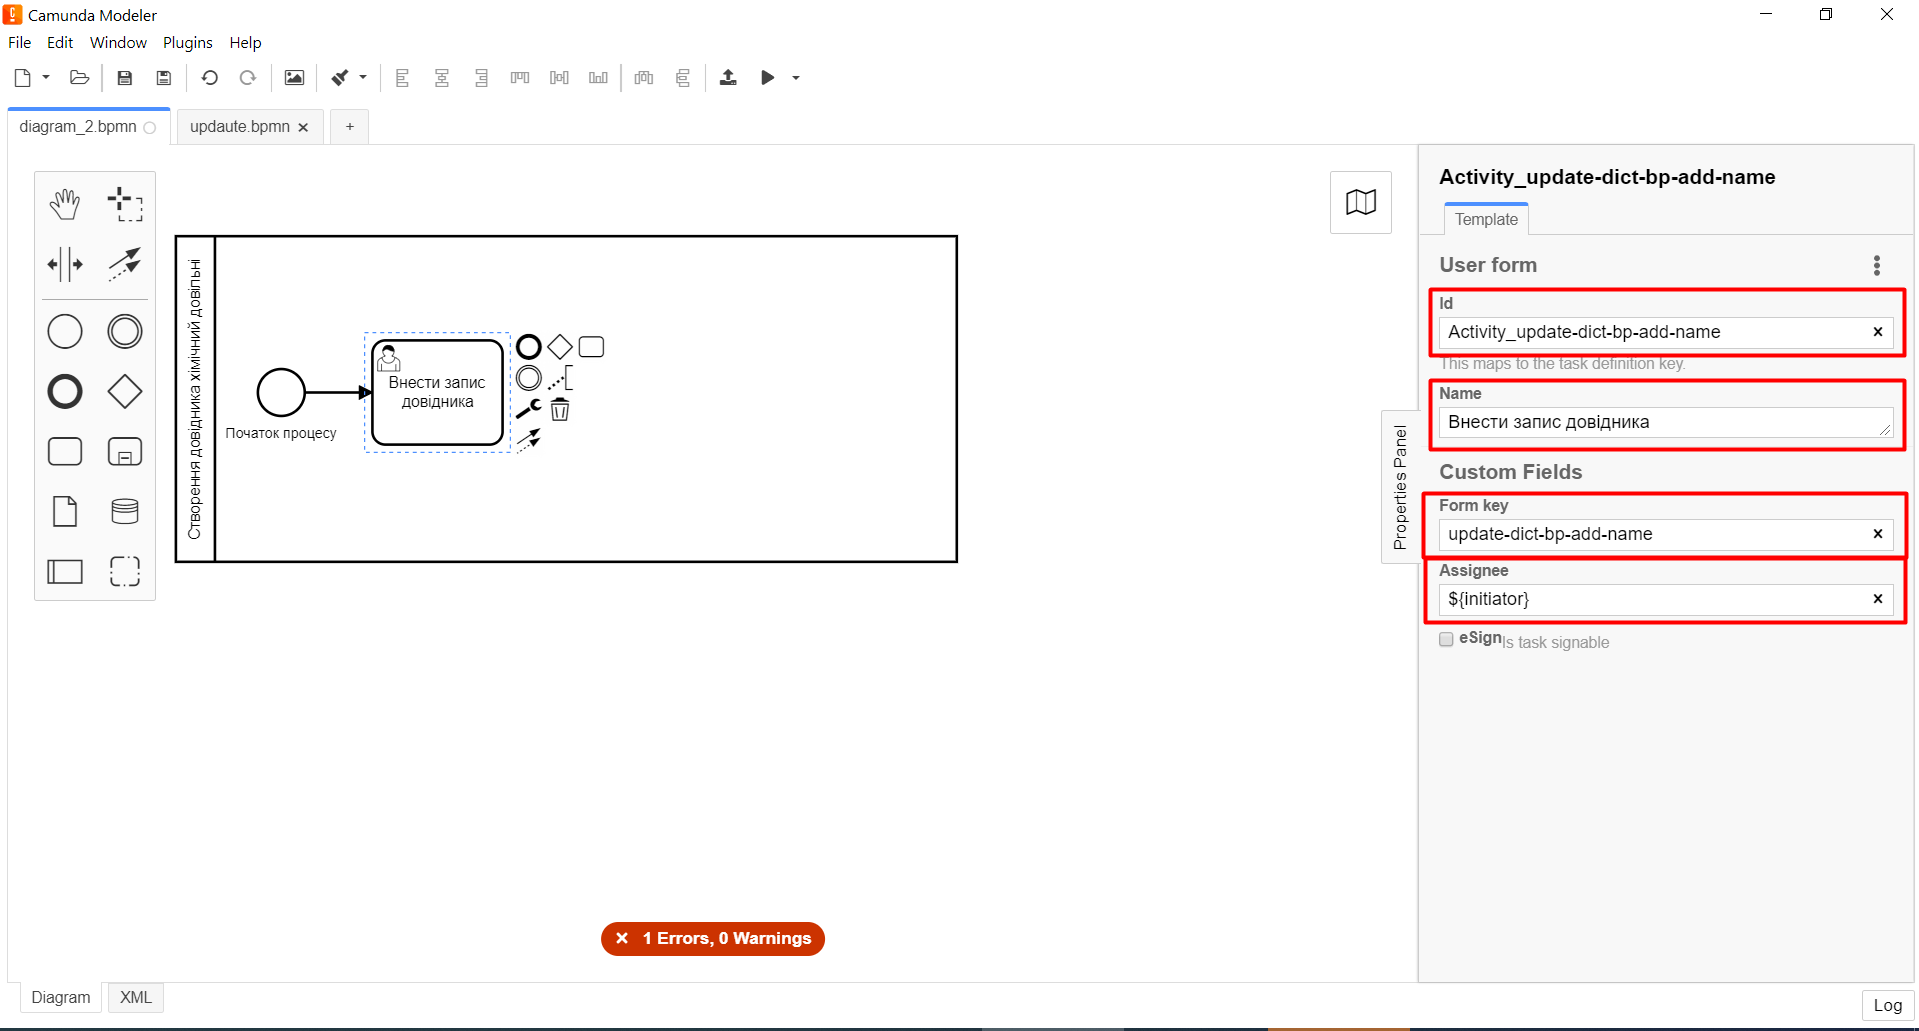 Camunda Modeler
File Edit Window Plugins Help
diagram_2.bpmn updaute.bpmn × +
Створення довідника хімічний довільні
Початок процесу
Внести запис
довідника
Properties Panel
Activity_update-dict-bp-add-name
Template
User form
Id
Activity_update-dict-bp-add-name ×
This maps to the task definition key.
Name
Внести запис довідника
Custom Fields
Form key
update-dict-bp-add-name ×
Assignee
${initiator} ×
eSign Is task signable
× 1 Errors, 0 Warnings
Diagram XML
Log